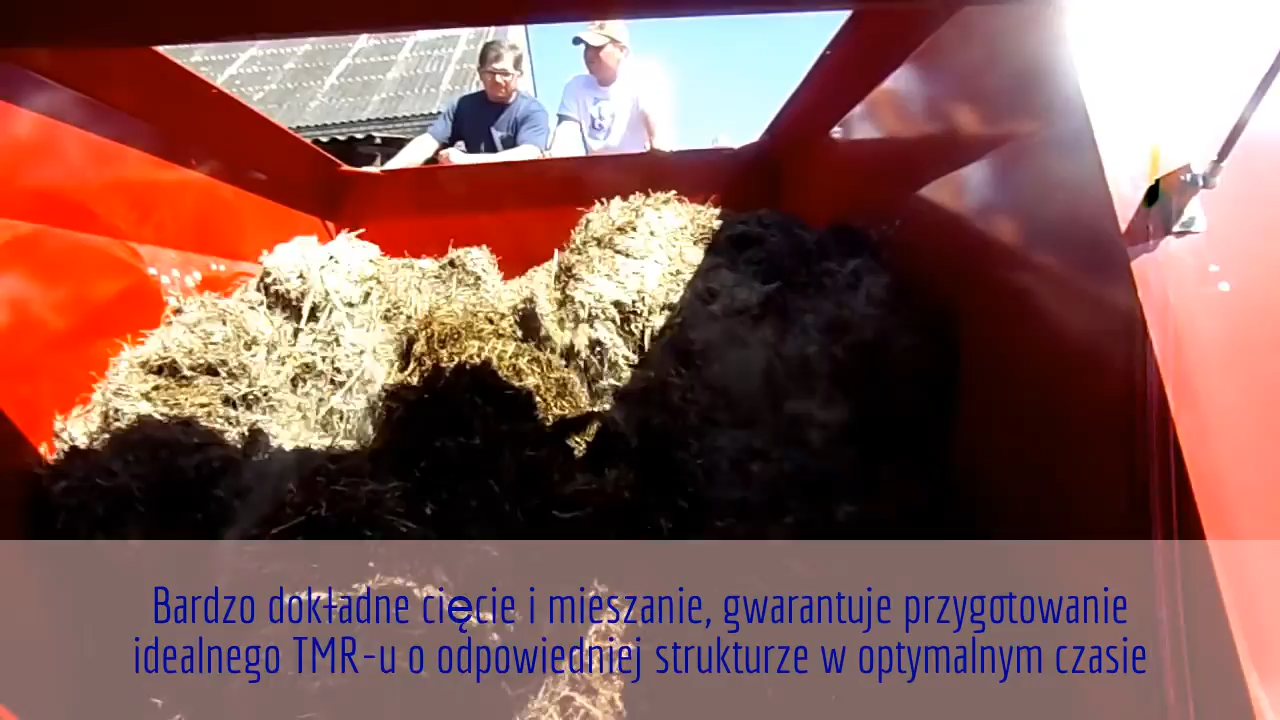 Bardzo dokładne cięcie i mieszanie, gwarantuje przygotowanie
idealnego TMR-u o odpowiedniej strukturze w optymalnym czasie